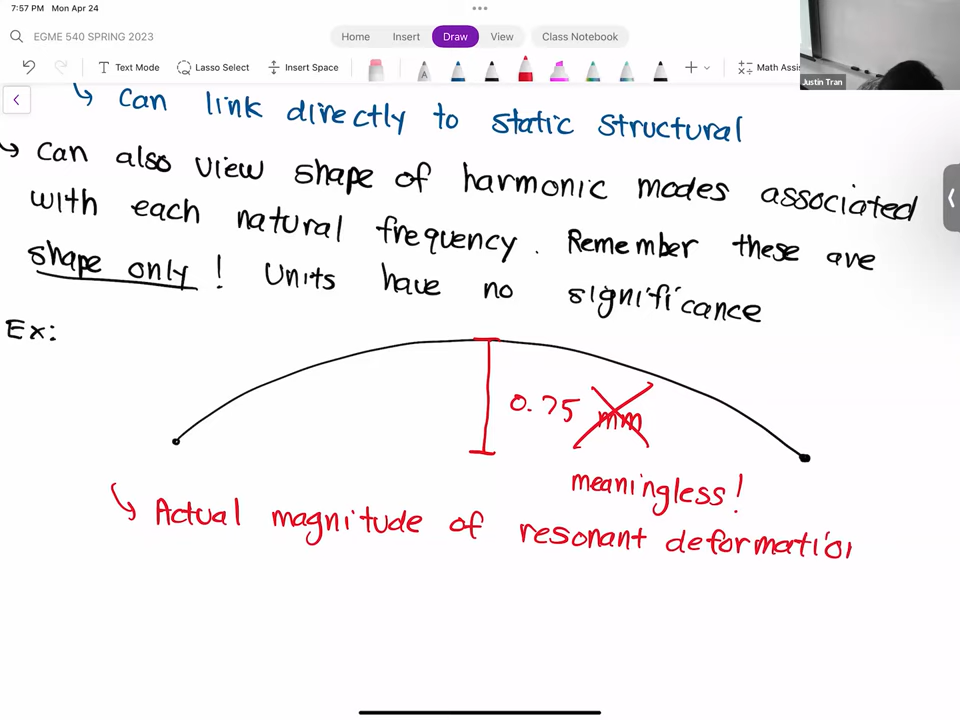 7:57 PM Mon Apr 24
EGME 540 SPRING 2023
Home Insert Draw View Class Notebook
Text Mode Lasso Select Insert Space Math Assis
Justin Tran
↳ Can link directly to static structural
↳ Can also view shape of harmonic modes associated
with each natural frequency. Remember these are
shape only! Units have no significance
Ex:
0.75 mm
meaningless!
↳ Actual magnitude of resonant deformation